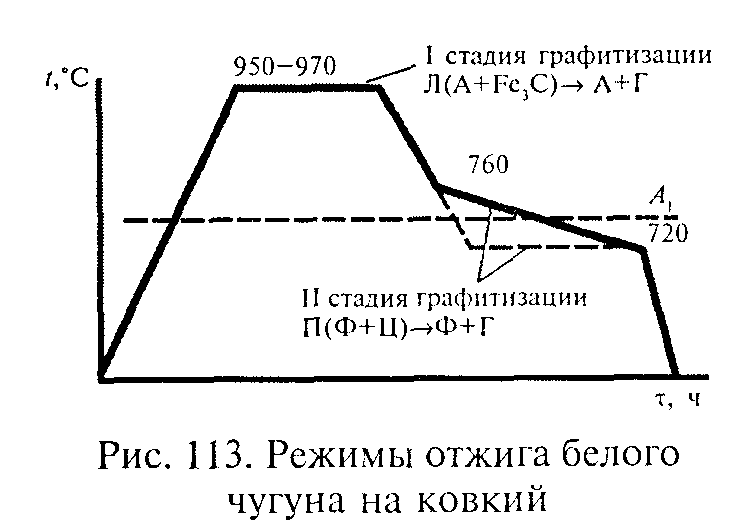 t,°C
950–970
I стадия графитизации
Л(А+Fe₃C)→ А+Г
760
A₁
720
II стадия графитизации
П(Ф+Ц)→Ф+Г
τ, ч
Рис. 113. Режимы отжига белого
чугуна на ковкий